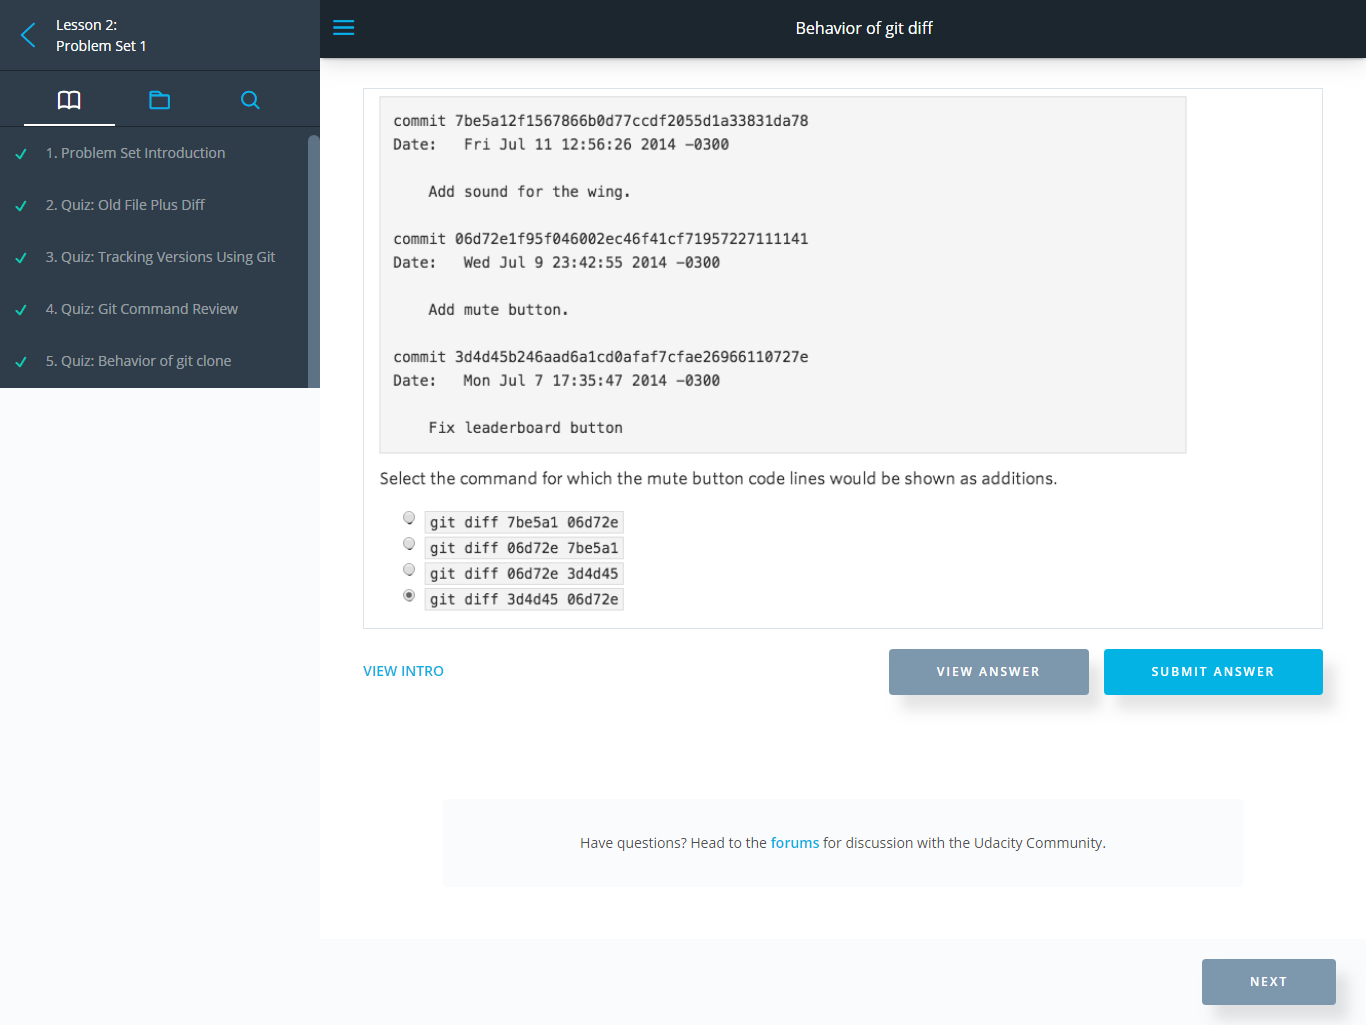 Lesson 2:
Problem Set 1
1. Problem Set Introduction
2. Quiz: Old File Plus Diff
3. Quiz: Tracking Versions Using Git
4. Quiz: Git Command Review
5. Quiz: Behavior of git clone
Behavior of git diff
commit 7be5a12f1567866b0d77ccdf2055d1a33831da78
Date:   Fri Jul 11 12:56:26 2014 -0300
Add sound for the wing.
commit 06d72e1f95f046002ec46f41cf71957227111141
Date:   Wed Jul 9 23:42:55 2014 -0300
Add mute button.
commit 3d4d45b246aad6a1cd0afaf7cfae26966110727e
Date:   Mon Jul 7 17:35:47 2014 -0300
Fix leaderboard button
Select the command for which the mute button code lines would be shown as additions.
git diff 7be5a1 06d72e
git diff 06d72e 7be5a1
git diff 06d72e 3d4d45
git diff 3d4d45 06d72e
VIEW INTRO
VIEW ANSWER
SUBMIT ANSWER
Have questions? Head to the forums for discussion with the Udacity Community.
NEXT